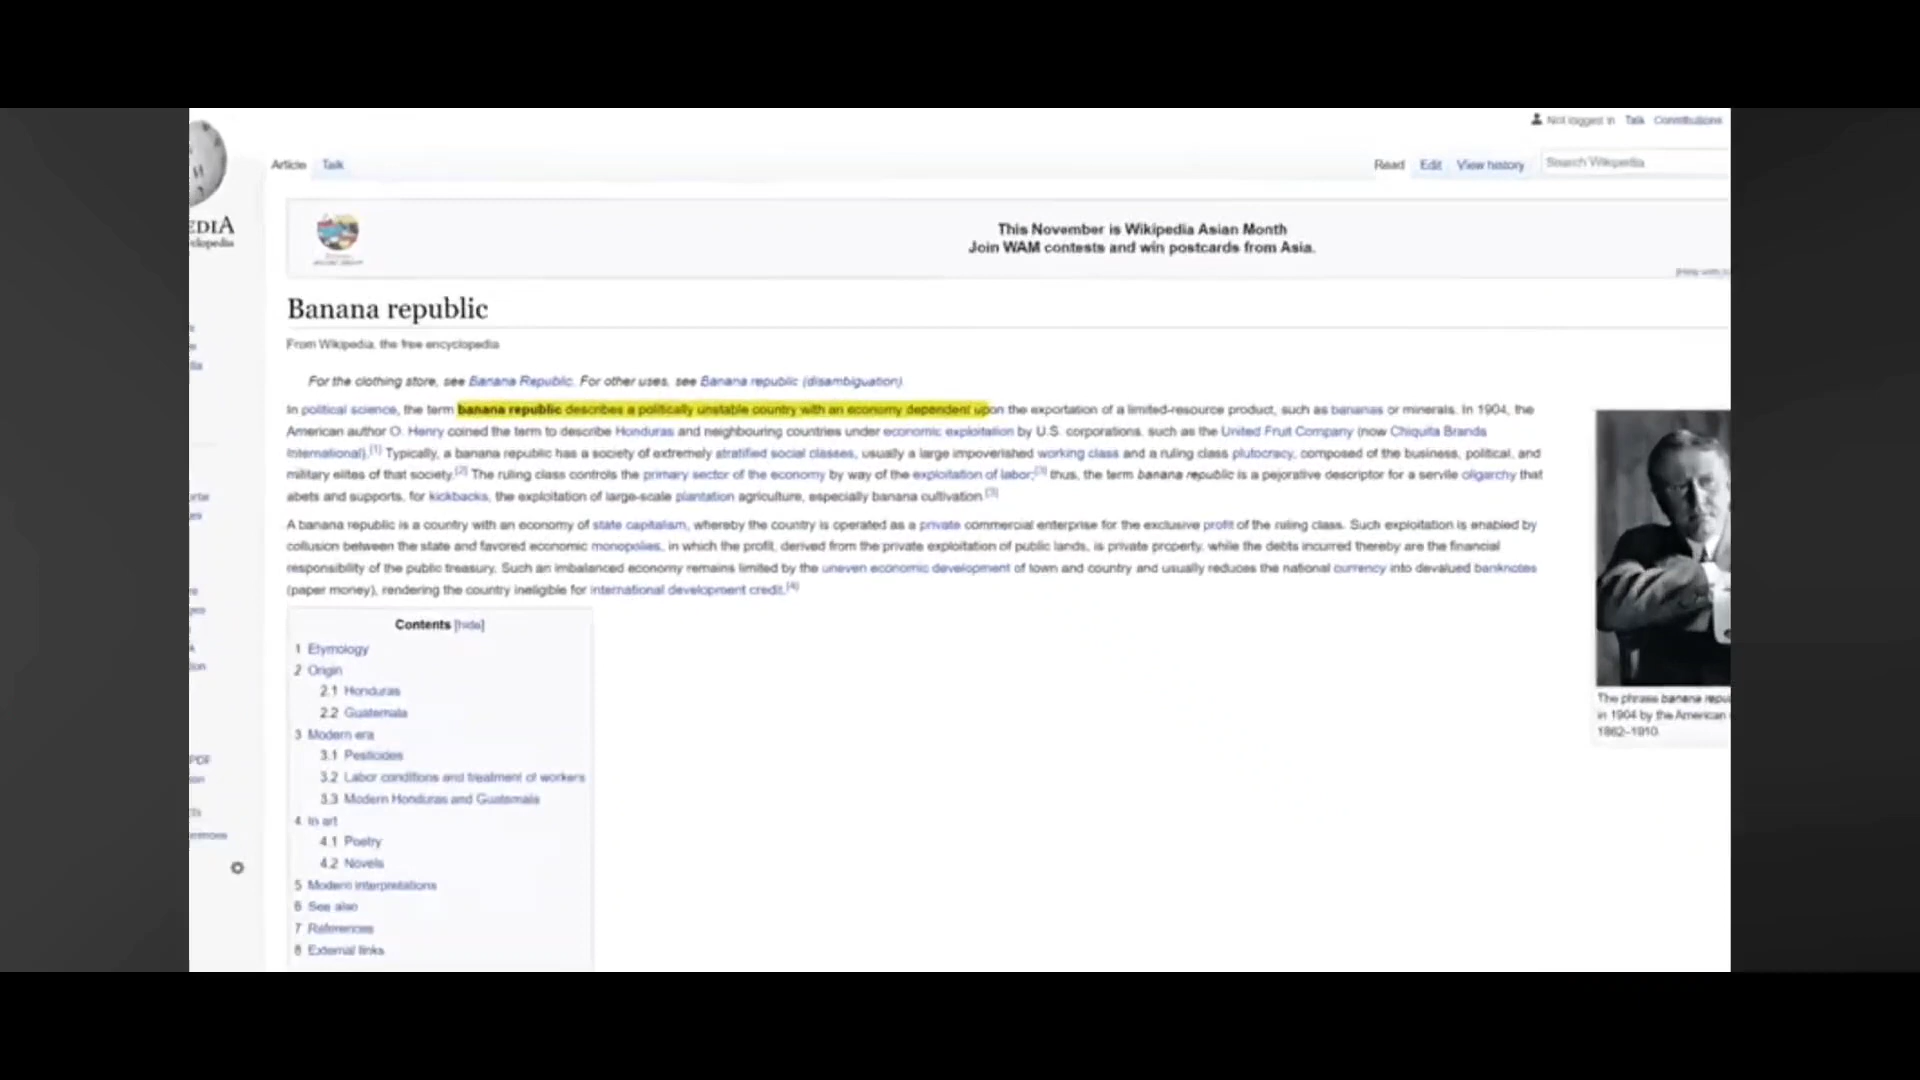 Not logged in Talk Contributions
Article Talk
Read Edit View history Search Wikipedia
EDIA
clopedia
This November is Wikipedia Asian Month
Join WAM contests and win postcards from Asia.
Banana republic
From Wikipedia, the free encyclopedia
For the clothing store, see Banana Republic. For other uses, see Banana republic (disambiguation).
In political science, the term banana republic describes a politically unstable country with an economy dependent upon the exportation of a limited-resource product, such as bananas or minerals. In 1904, the
American author O. Henry coined the term to describe Honduras and neighbouring countries under economic exploitation by U.S. corporations, such as the United Fruit Company (now Chiquita Brands
International).[1] Typically, a banana republic has a society of extremely stratified social classes, usually a large impoverished working class and a ruling class plutocracy, composed of the business, political, and
military elites of that society.[2] The ruling class controls the primary sector of the economy by way of the exploitation of labor;[3] thus, the term banana republic is a pejorative descriptor for a servile oligarchy that
abets and supports, for kickbacks, the exploitation of large-scale plantation agriculture, especially banana cultivation.[3]
A banana republic is a country with an economy of state capitalism, whereby the country is operated as a private commercial enterprise for the exclusive profit of the ruling class. Such exploitation is enabled by
collusion between the state and favored economic monopolies, in which the profit, derived from the private exploitation of public lands, is private property, while the debts incurred thereby are the financial
responsibility of the public treasury. Such an imbalanced economy remains limited by the uneven economic development of town and country and usually reduces the national currency into devalued banknotes
(paper money), rendering the country ineligible for international development credit.[4]
Contents [hide]
1 Etymology
2 Origin
2.1 Honduras
2.2 Guatemala
3 Modern era
3.1 Pesticides
3.2 Labor conditions and treatment of workers
3.3 Modern Honduras and Guatemala
4 In art
4.1 Poetry
4.2 Novels
5 Modern interpretations
6 See also
7 References
8 External links
The phrase banana repu
in 1904 by the American
1862–1910.
PDF